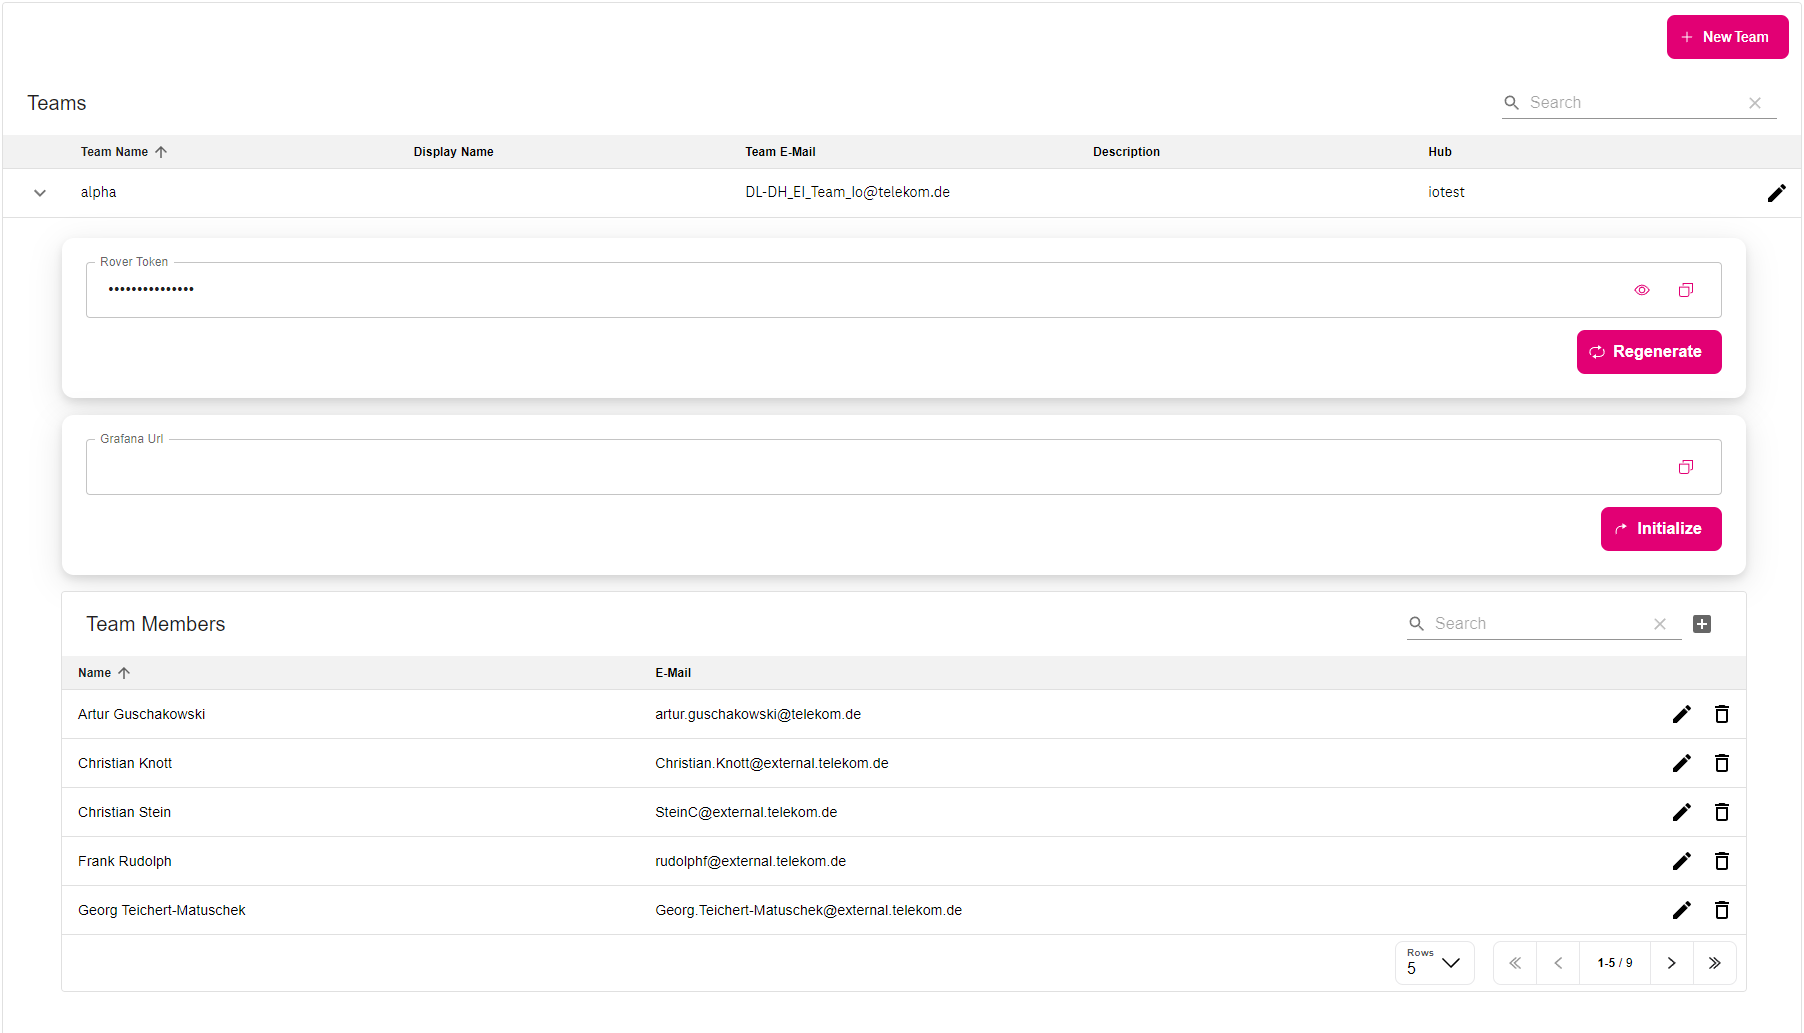 New Team
Teams
Search
Team Name Display Name Team E-Mail Description Hub
alpha DL-DH_EI_Team_Io@telekom.de iotest
Rover Token
•••••••••••••••
Regenerate
Grafana Url
Initialize
Team Members
Search
Name E-Mail
Artur Guschakowski artur.guschakowski@telekom.de
Christian Knott Christian.Knott@external.telekom.de
Christian Stein SteinC@external.telekom.de
Frank Rudolph rudolphf@external.telekom.de
Georg Teichert-Matuschek Georg.Teichert-Matuschek@external.telekom.de
Rows
5
1-5 / 9